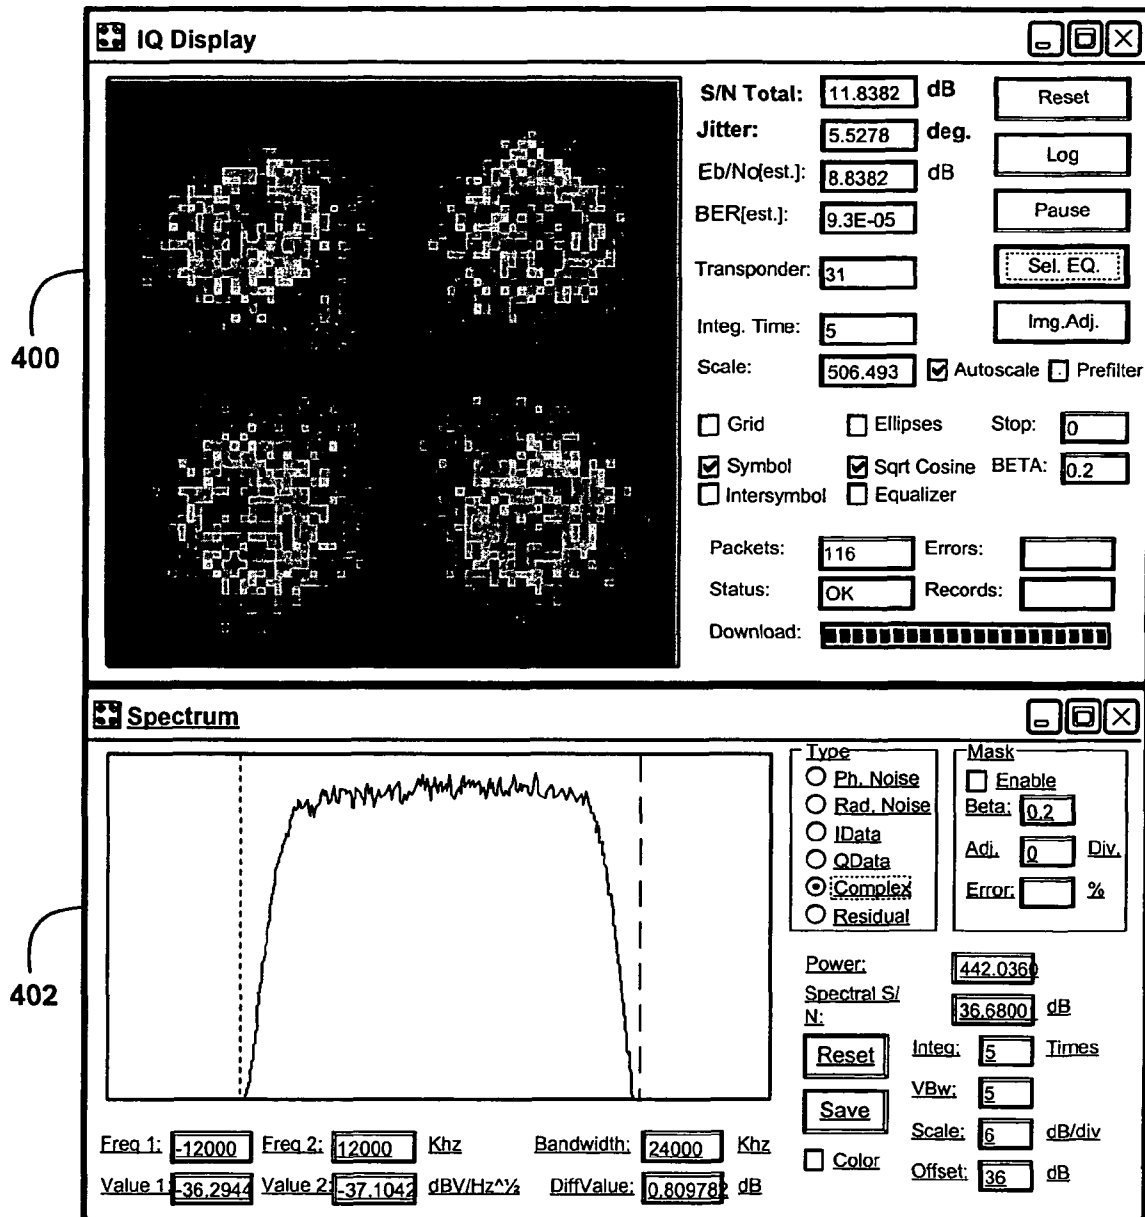 IQ Display
S/N Total: 11.8382 dB Reset
Jitter: 5.5278 deg.
Log
Eb/No[est.]: 8.8382 dB
BER[est.]: 9.3E-05 Pause
Transponder: 31 Sel. EQ.
400
Integ. Time: 5 Img.Adj.
Scale: 506.493 Autoscale Prefilter
Grid Ellipses Stop: 0
Symbol Sqrt Cosine BETA: 0.2
Intersymbol Equalizer
Packets: 116 Errors:
Status: OK Records:
Download:
Spectrum
Type Mask
Ph. Noise Enable
Rad. Noise Beta: 0.2
IData
QData Adj. 0 Div.
Complex Error: %
Residual
402
Power: 442.0360
Spectral S/
N: 36.6800 dB
Reset Integ: 5 Times
Save VBw: 5
Freq 1: -12000 Freq 2: 12000 Khz Bandwidth: 24000 Khz Scale: 6 dB/div
Color Offset: 36 dB
Value 1: -36.2944 Value 2: -37.1042 dBV/Hz^½ DiffValue: 0.809782 dB